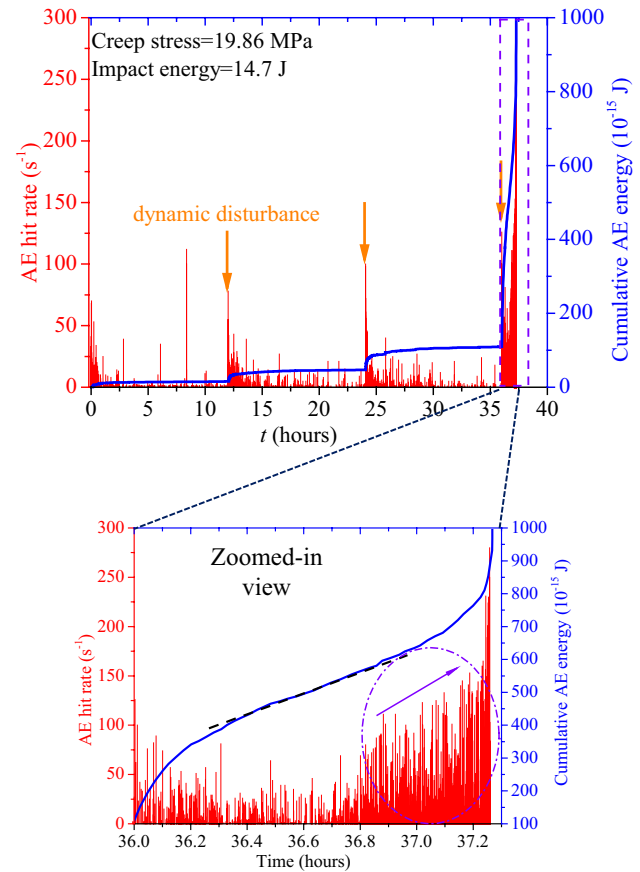 Creep stress=19.86 MPa
Impact energy=14.7 J
dynamic disturbance
AE hit rate (s⁻¹)
300
250
200
150
100
50
0
Cumulative AE energy (10⁻¹⁵ J)
1000
800
600
400
200
0
0 5 10 15 20 25 30 35 40
t (hours)
Zoomed-in
view
AE hit rate (s⁻¹)
300
250
200
150
100
50
0
Cumulative AE energy (10⁻¹⁵ J)
1000
900
800
700
600
500
400
300
200
100
36.0 36.2 36.4 36.6 36.8 37.0 37.2
Time (hours)